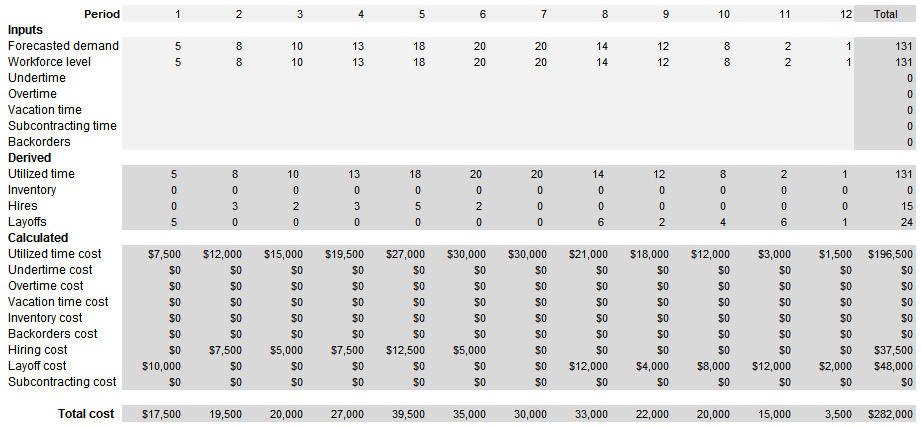 Period 1 2 3 4 5 6 7 8 9 10 11 12 Total
Inputs
Forecasted demand 5 8 10 13 18 20 20 14 12 8 2 1 131
Workforce level 5 8 10 13 18 20 20 14 12 8 2 1 131
Undertime 0
Overtime 0
Vacation time 0
Subcontracting time 0
Backorders 0
Derived
Utilized time 5 8 10 13 18 20 20 14 12 8 2 1 131
Inventory 0 0 0 0 0 0 0 0 0 0 0 0 0
Hires 0 3 2 3 5 2 0 0 0 0 0 0 15
Layoffs 5 0 0 0 0 0 0 6 2 4 6 1 24
Calculated
Utilized time cost $7,500 $12,000 $15,000 $19,500 $27,000 $30,000 $30,000 $21,000 $18,000 $12,000 $3,000 $1,500 $196,500
Undertime cost $0 $0 $0 $0 $0 $0 $0 $0 $0 $0 $0 $0 $0
Overtime cost $0 $0 $0 $0 $0 $0 $0 $0 $0 $0 $0 $0 $0
Vacation time cost $0 $0 $0 $0 $0 $0 $0 $0 $0 $0 $0 $0 $0
Inventory cost $0 $0 $0 $0 $0 $0 $0 $0 $0 $0 $0 $0 $0
Backorders cost $0 $0 $0 $0 $0 $0 $0 $0 $0 $0 $0 $0 $0
Hiring cost $0 $7,500 $5,000 $7,500 $12,500 $5,000 $0 $0 $0 $0 $0 $0 $37,500
Layoff cost $10,000 $0 $0 $0 $0 $0 $0 $12,000 $4,000 $8,000 $12,000 $2,000 $48,000
Subcontracting cost $0 $0 $0 $0 $0 $0 $0 $0 $0 $0 $0 $0 $0
Total cost $17,500 19,500 20,000 27,000 39,500 35,000 30,000 33,000 22,000 20,000 15,000 3,500 $282,000